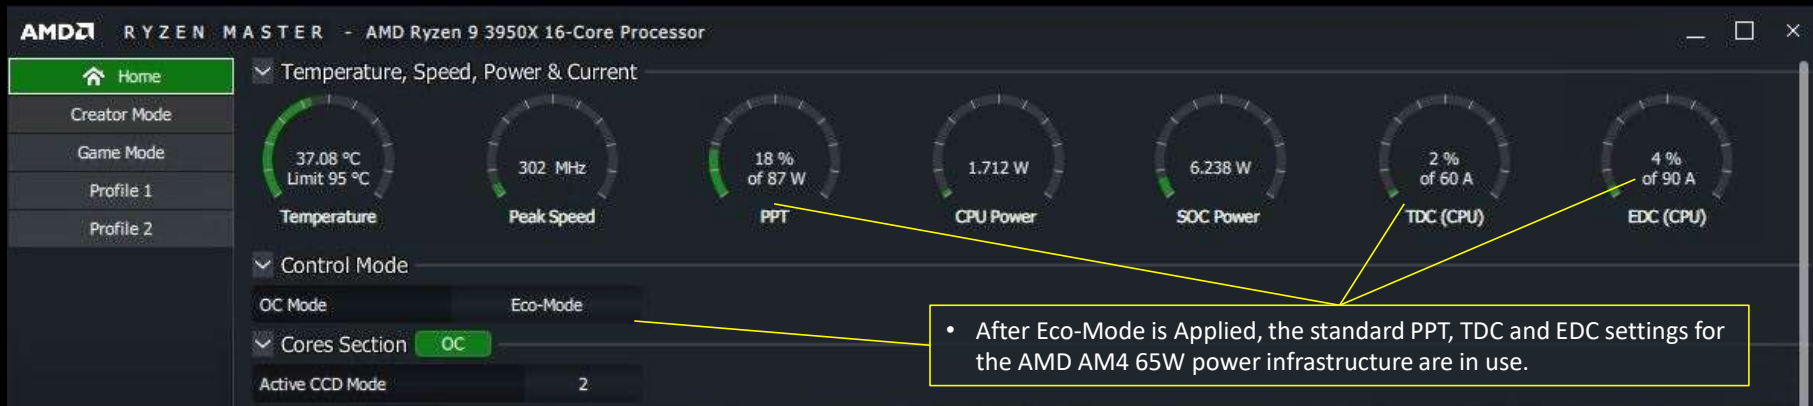 AMD RYZEN MASTER - AMD Ryzen 9 3950X 16-Core Processor
Home
Creator Mode
Game Mode
Profile 1
Profile 2
Temperature, Speed, Power & Current
37.08 °C
Limit 95 °C
Temperature
302 MHz
Peak Speed
18 %
of 87 W
PPT
1.712 W
CPU Power
6.238 W
SOC Power
2 %
of 60 A
TDC (CPU)
4 %
of 90 A
EDC (CPU)
Control Mode
OC Mode Eco-Mode
Cores Section OC
Active CCD Mode 2
• After Eco-Mode is Applied, the standard PPT, TDC and EDC settings for
the AMD AM4 65W power infrastructure are in use.